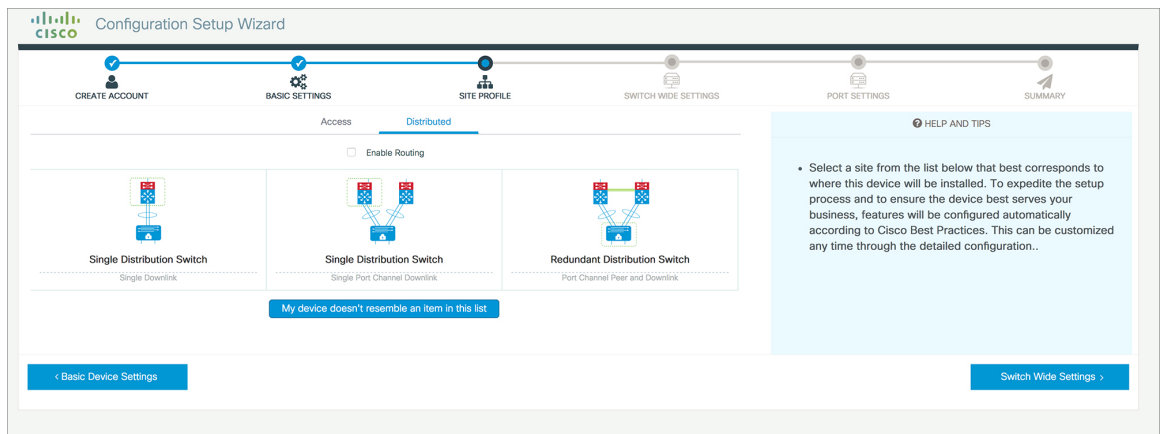 CISCO
Configuration Setup Wizard
CREATE ACCOUNT
BASIC SETTINGS
SITE PROFILE
SWITCH WIDE SETTINGS
PORT SETTINGS
SUMMARY
Access
Distributed
Enable Routing
Single Distribution Switch
Single Downlink
Single Distribution Switch
Single Port Channel Downlink
Redundant Distribution Switch
Port Channel Peer and Downlink
My device doesn't resemble an item in this list
? HELP AND TIPS
• Select a site from the list below that best corresponds to
where this device will be installed. To expedite the setup
process and to ensure the device best serves your
business, features will be configured automatically
according to Cisco Best Practices. This can be customized
any time through the detailed configuration..
< Basic Device Settings
Switch Wide Settings >